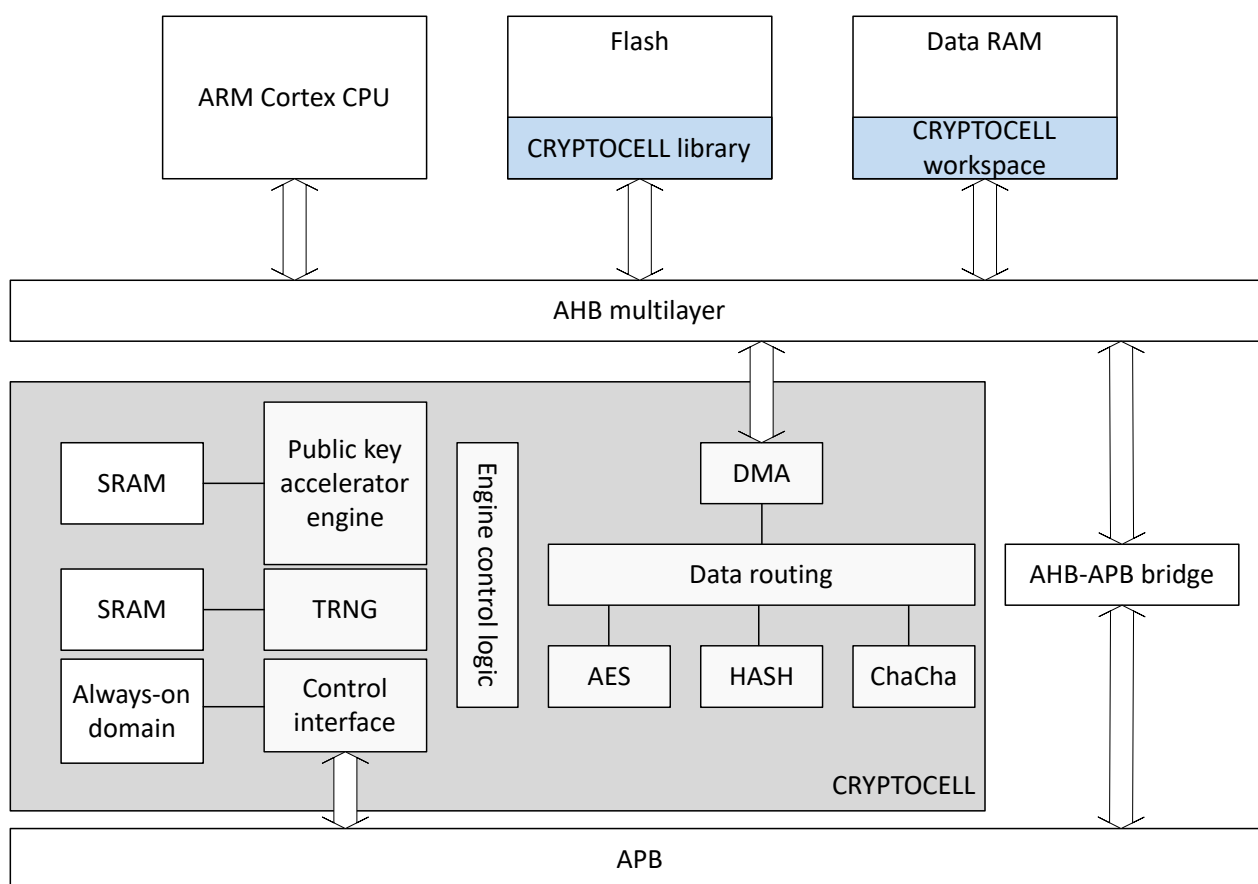 ARM Cortex CPU
Flash
CRYPTOCELL library
Data RAM
CRYPTOCELL
workspace
AHB multilayer
SRAM
Public key
accelerator
engine
Engine control logic
DMA
Data routing
AHB-APB bridge
SRAM
TRNG
AES
HASH
ChaCha
Always-on
domain
Control
interface
CRYPTOCELL
APB